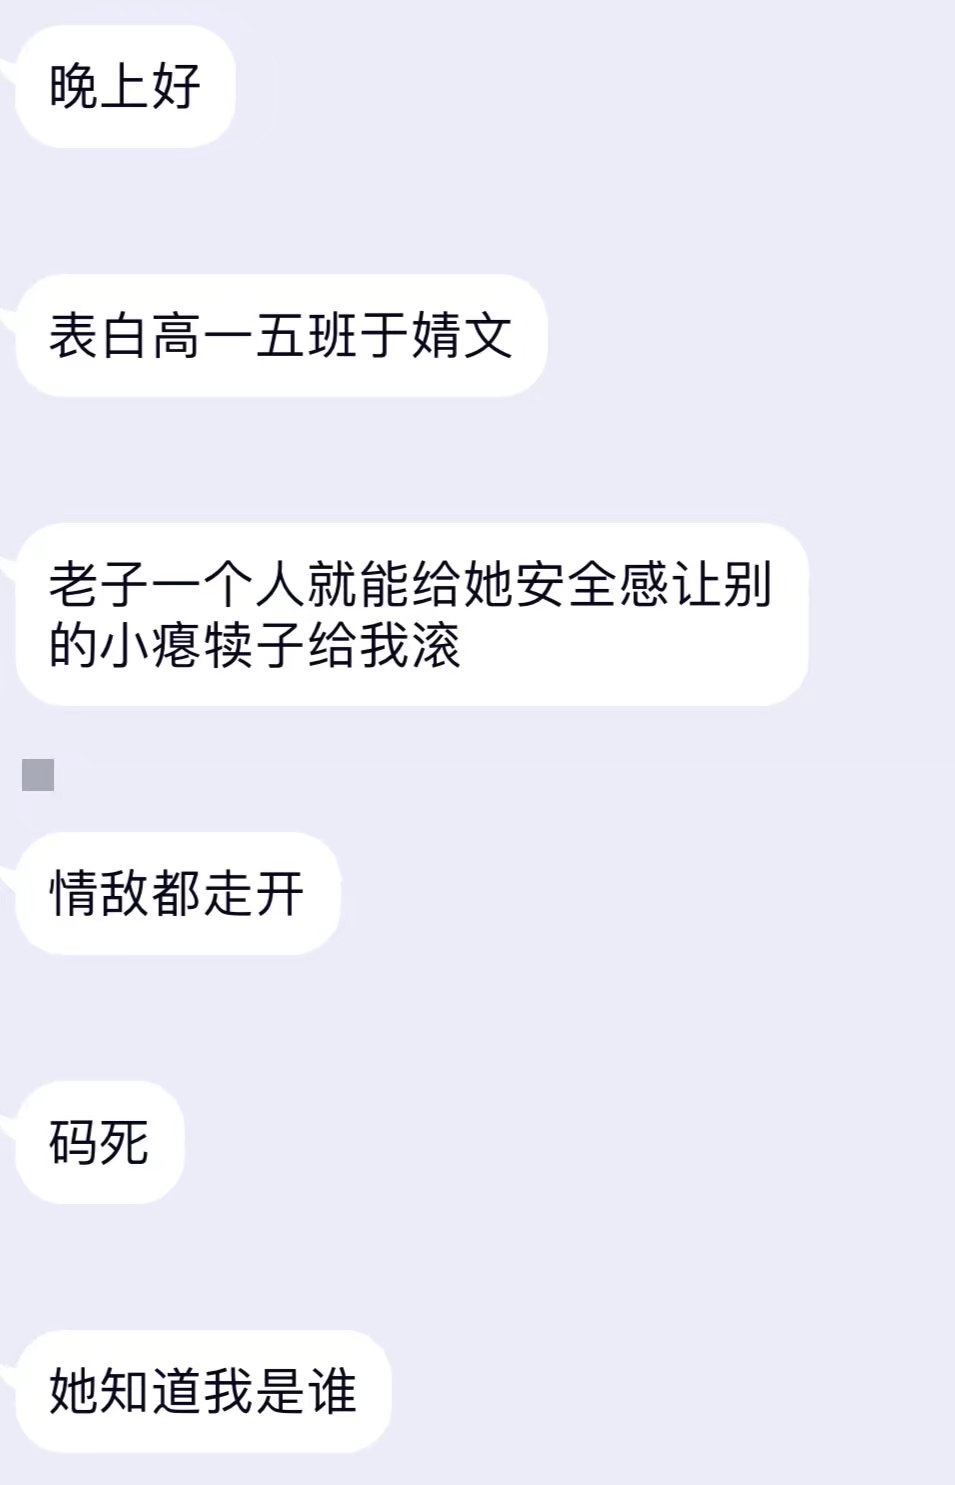 晚上好
表白高一五班于婧文
老子一个人就能给她安全感让别
的小瘪犊子给我滚
情敌都走开
码死
她知道我是谁